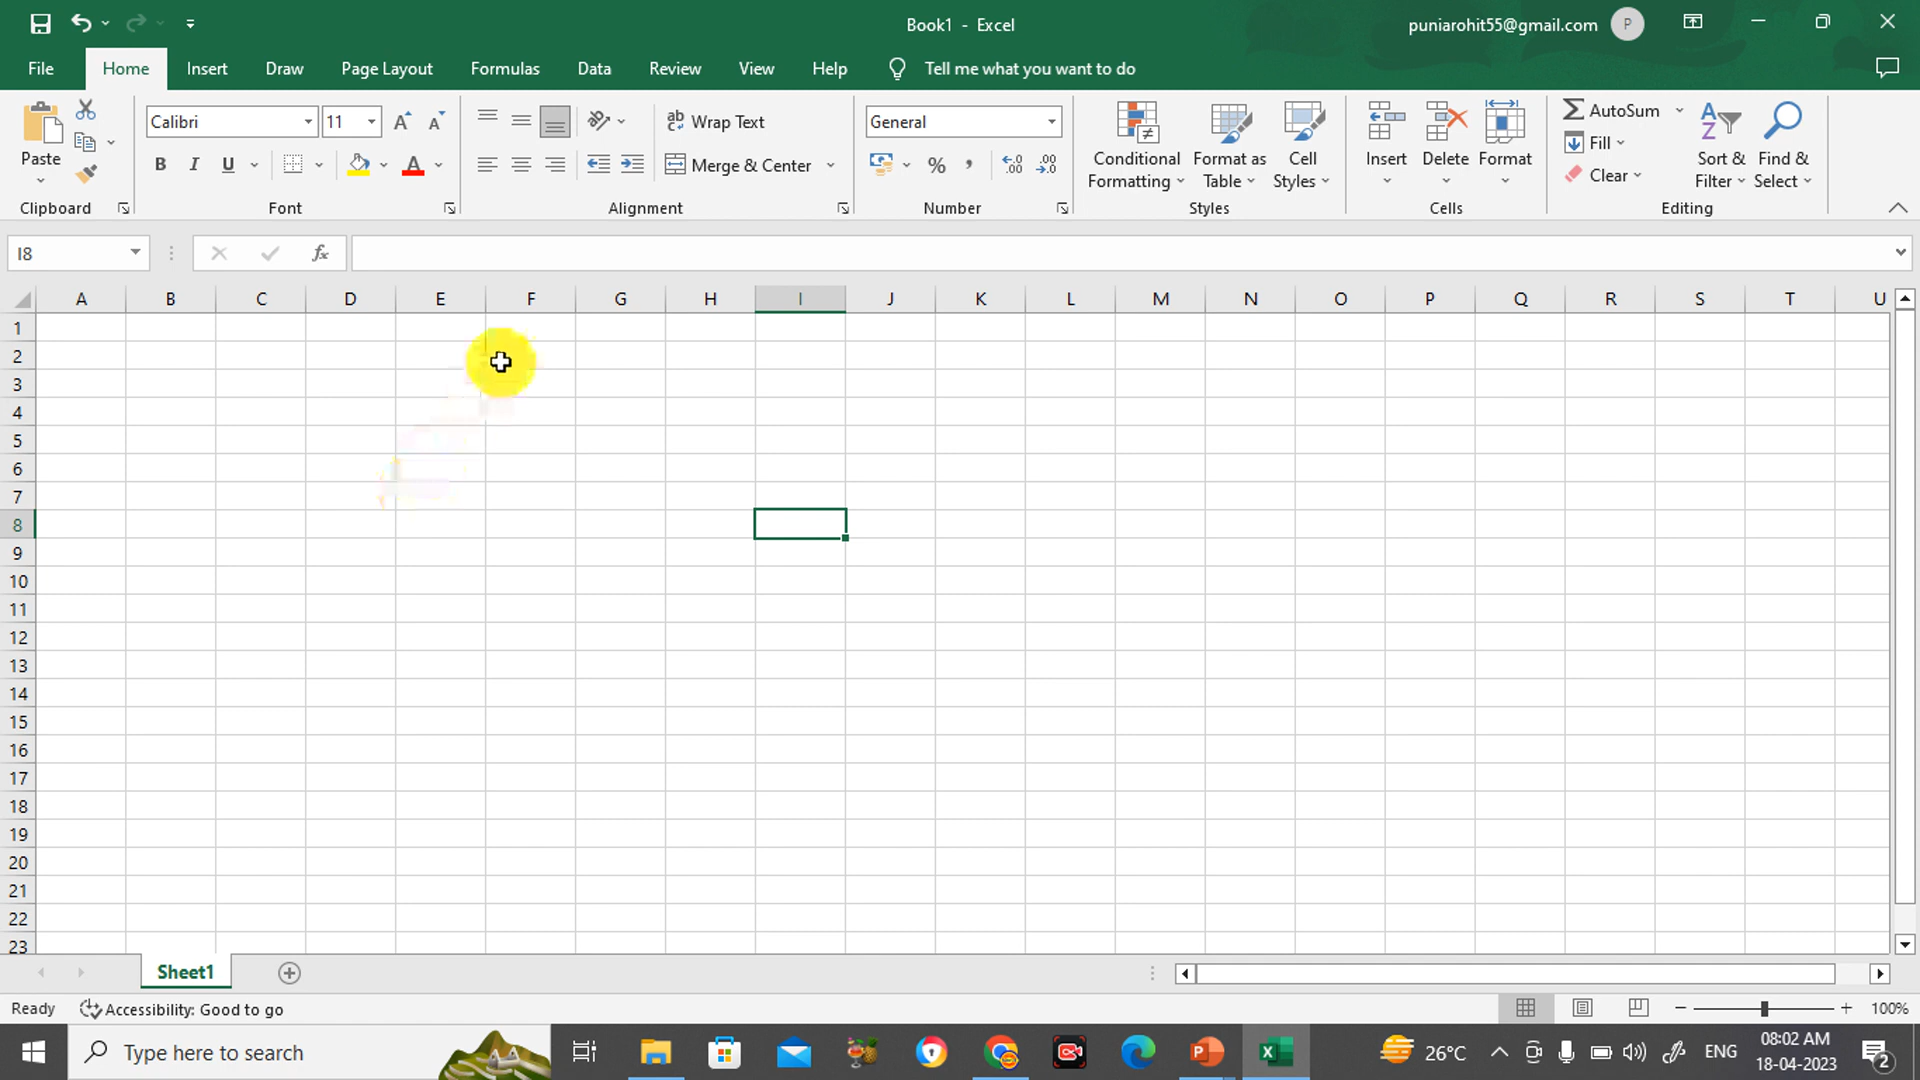 Book1 - Excel
puniarohit55@gmail.com P
File Home Insert Draw Page Layout Formulas Data Review View Help Tell me what you want to do
Paste
Clipboard
Calibri 11
B I U A
Font
Wrap Text
Merge & Center
Alignment
General
% ,
Number
Conditional Formatting
Format as Table
Cell Styles
Styles
Insert Delete Format
Cells
AutoSum
Fill
Clear
Sort & Filter
Find & Select
Editing
I8 fx
A B C D E F G H I J K L M N O P Q R S T U
1
2
3
4
5
6
7
8
9
10
11
12
13
14
15
16
17
18
19
20
21
22
23
Sheet1
Ready Accessibility: Good to go 100%
Type here to search
26°C ENG
08:02 AM
18-04-2023
2